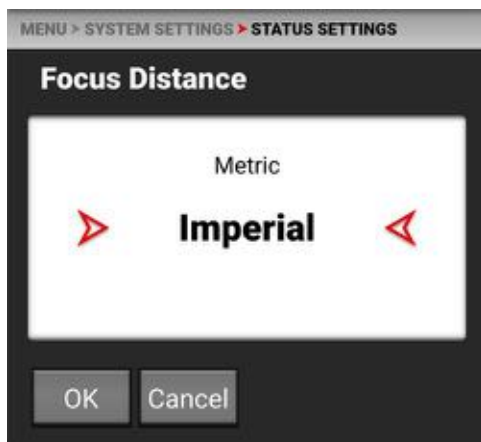 MENU > SYSTEM SETTINGS > STATUS SETTINGS
Focus Distance
Metric
Imperial
OK Cancel